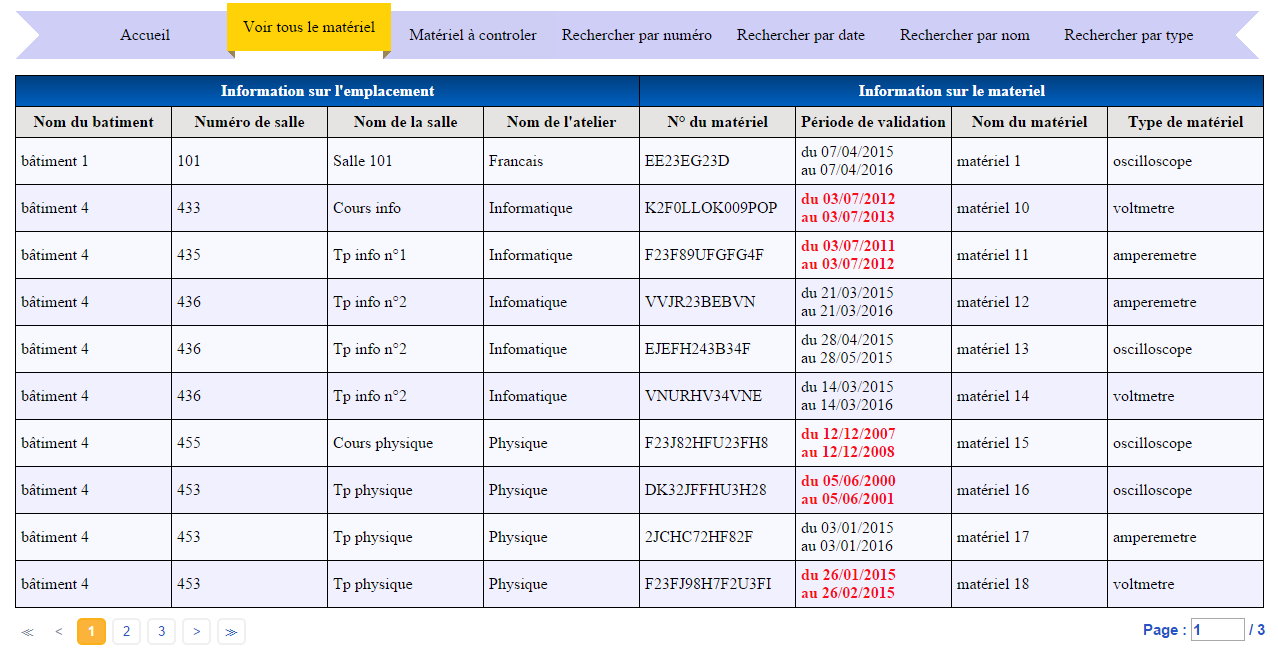 Accueil Voir tous le matériel Matériel à controler Rechercher par numéro Rechercher par date Rechercher par nom Rechercher par type
Information sur l'emplacement Information sur le materiel
Nom du batiment Numéro de salle Nom de la salle Nom de l'atelier N° du matériel Période de validation Nom du matériel Type de matériel
bâtiment 1 101 Salle 101 Francais EE23EG23D du 07/04/2015 matériel 1 oscilloscope
au 07/04/2016
bâtiment 4 433 Cours info Informatique K2F0LLOK009POP du 03/07/2012 matériel 10 voltmetre
au 03/07/2013
bâtiment 4 435 Tp info n°1 Informatique F23F89UFGFG4F du 03/07/2011 matériel 11 amperemetre
au 03/07/2012
bâtiment 4 436 Tp info n°2 Infomatique VVJR23BEBVN du 21/03/2015 matériel 12 amperemetre
au 21/03/2016
bâtiment 4 436 Tp info n°2 Infomatique EJEFH243B34F du 28/04/2015 matériel 13 oscilloscope
au 28/05/2015
bâtiment 4 436 Tp info n°2 Infomatique VNURHV34VNE du 14/03/2015 matériel 14 voltmetre
au 14/03/2016
bâtiment 4 455 Cours physique Physique F23J82HFU23FH8 du 12/12/2007 matériel 15 oscilloscope
au 12/12/2008
bâtiment 4 453 Tp physique Physique DK32JFFHU3H28 du 05/06/2000 matériel 16 oscilloscope
au 05/06/2001
bâtiment 4 453 Tp physique Physique 2JCHC72HF82F du 03/01/2015 matériel 17 amperemetre
au 03/01/2016
bâtiment 4 453 Tp physique Physique F23FJ98H7F2U3FI du 26/01/2015 matériel 18 voltmetre
au 26/02/2015
≪ < 1 2 3 > ≫ Page : 1 / 3